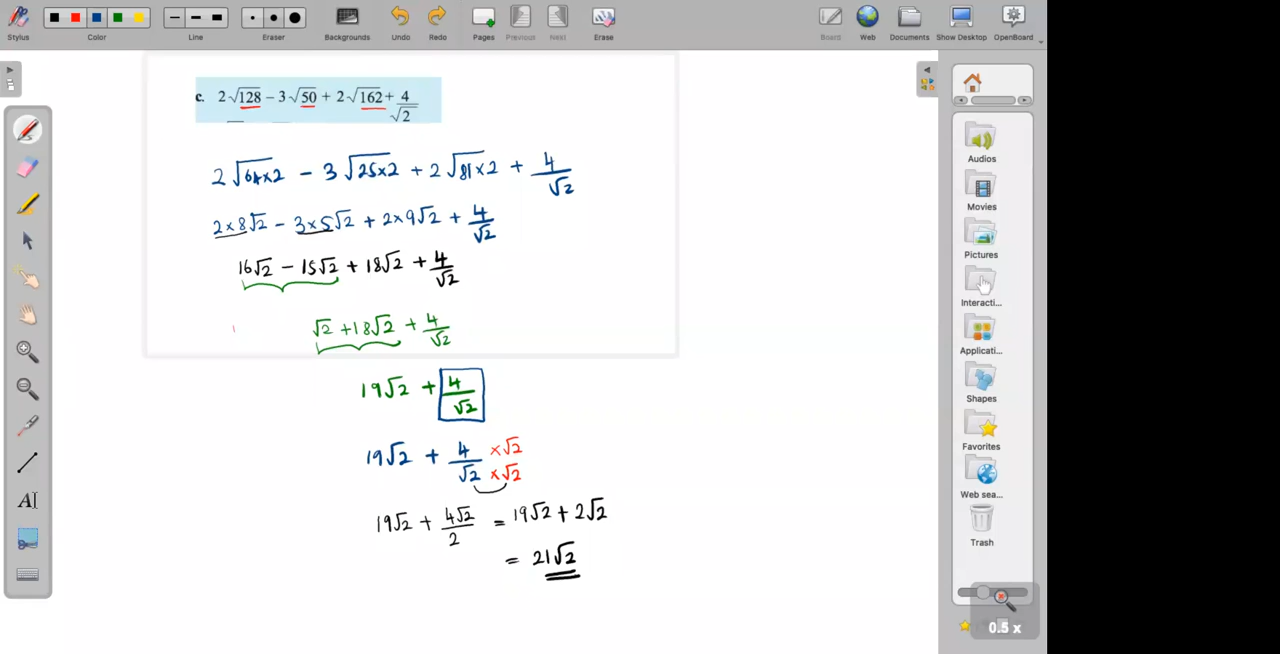 Stylus Color Line Eraser Backgrounds Undo Redo Pages Previous Next Erase Board Web Documents Show Desktop OpenBoard
c. 2√128 − 3√50 + 2√162 + 4/√2
2√64×2 − 3√25×2 + 2√81×2 + 4/√2
2×8√2 − 3×5√2 + 2×9√2 + 4/√2
16√2 − 15√2 + 18√2 + 4/√2
√2 + 18√2 + 4/√2
19√2 + 4/√2
19√2 + 4/√2 ×√2 ×√2
19√2 + 4√2/2 = 19√2 + 2√2
= 21√2
Audios
Movies
Pictures
Interacti...
Applicati...
Shapes
Favorites
Web sea...
Trash
0.5 x